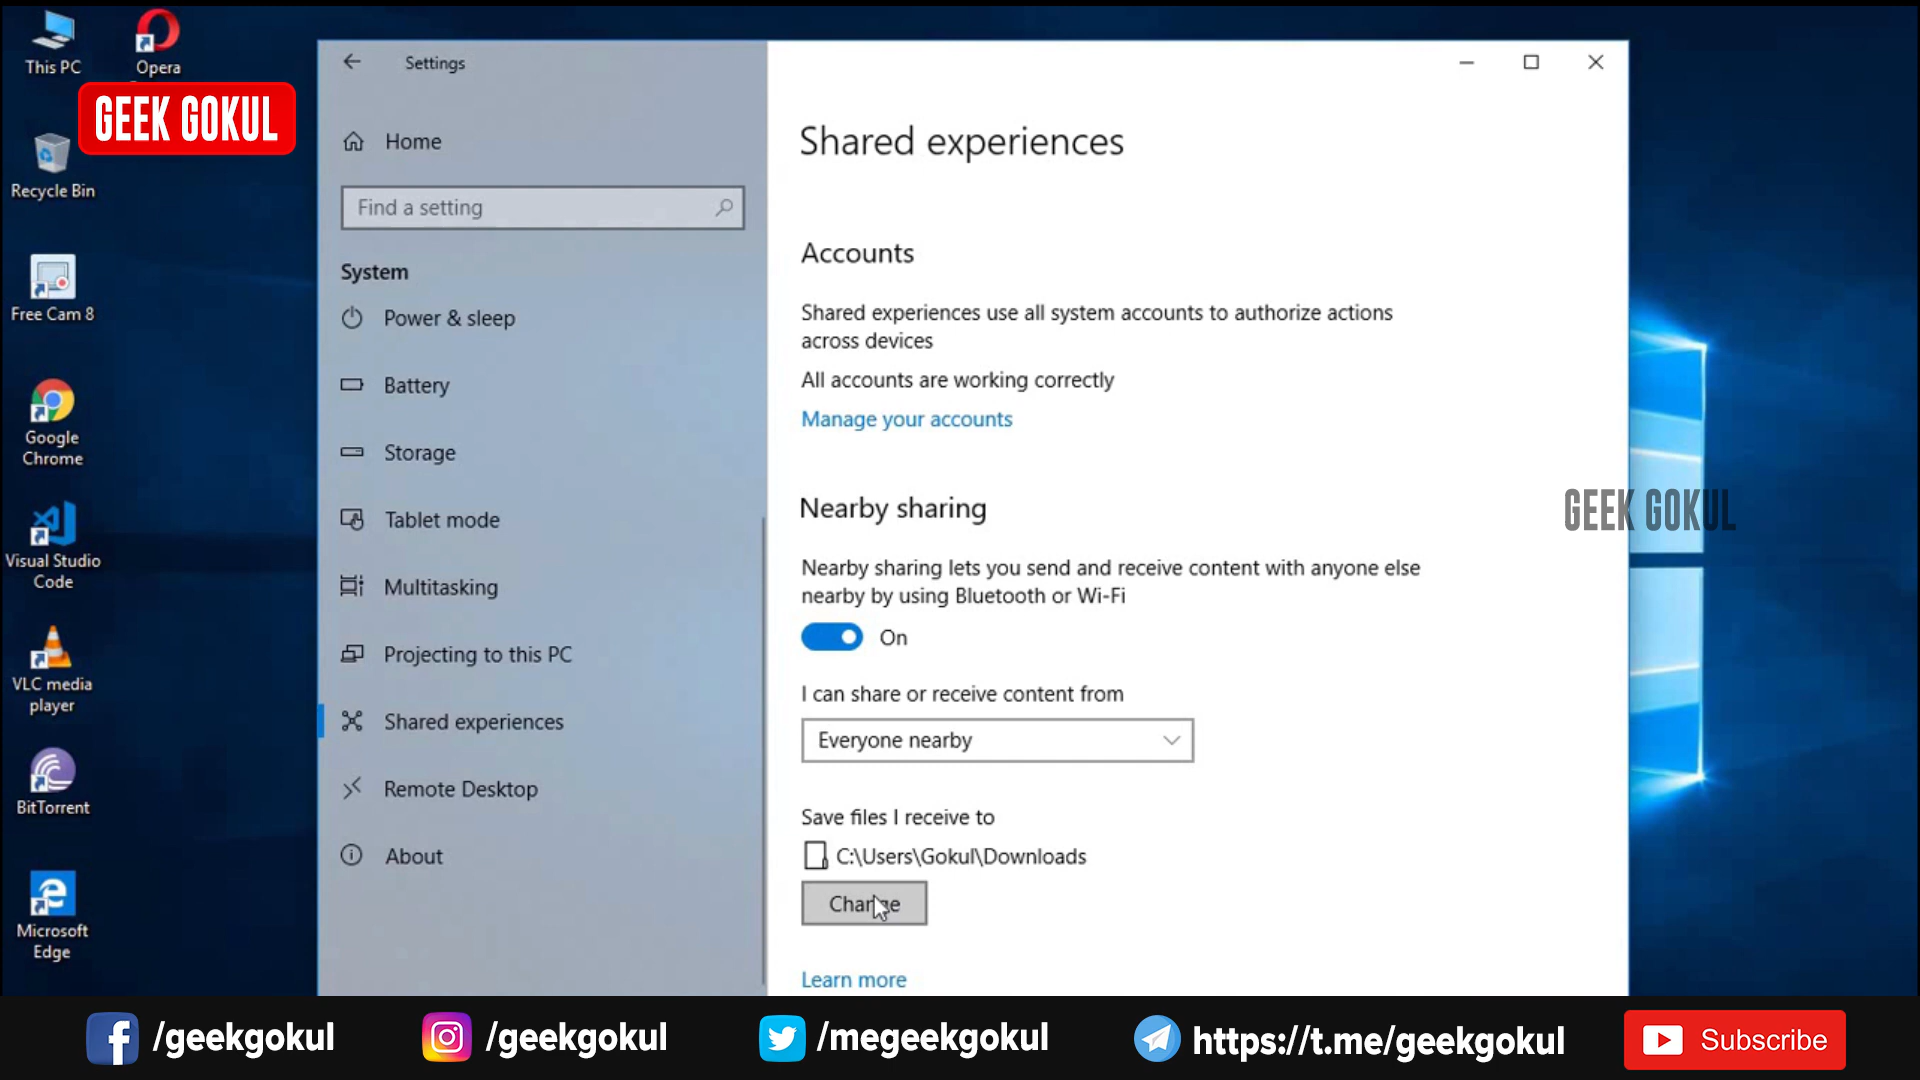 This PC
Opera
GEEK GOKUL
Recycle Bin
Free Cam 8
Google
Chrome
Visual Studio
Code
VLC media
player
BitTorrent
Microsoft
Edge
Settings
Home
Find a setting
System
Power & sleep
Battery
Storage
Tablet mode
Multitasking
Projecting to this PC
Shared experiences
Remote Desktop
About
Shared experiences
Accounts
Shared experiences use all system accounts to authorize actions
across devices
All accounts are working correctly
Manage your accounts
Nearby sharing
Nearby sharing lets you send and receive content with anyone else
nearby by using Bluetooth or Wi-Fi
On
I can share or receive content from
Everyone nearby
Save files I receive to
C:\Users\Gokul\Downloads
Change
Learn more
GEEK GOKUL
/geekgokul
/geekgokul
/megeekgokul
https://t.me/geekgokul
Subscribe